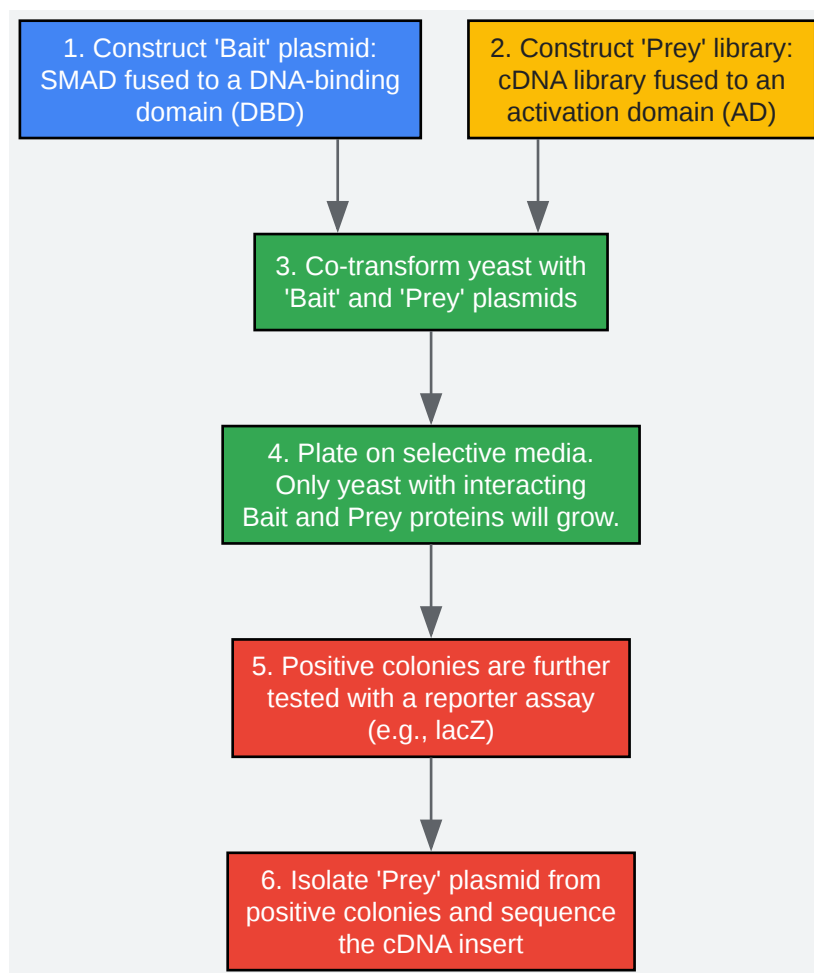 1. Construct 'Bait' plasmid:
SMAD fused to a DNA-binding
domain (DBD)
2. Construct 'Prey' library:
cDNA library fused to an
activation domain (AD)
3. Co-transform yeast with
'Bait' and 'Prey' plasmids
4. Plate on selective media.
Only yeast with interacting
Bait and Prey proteins will grow.
5. Positive colonies are further
tested with a reporter assay
(e.g., lacZ)
6. Isolate 'Prey' plasmid from
positive colonies and sequence
the cDNA insert